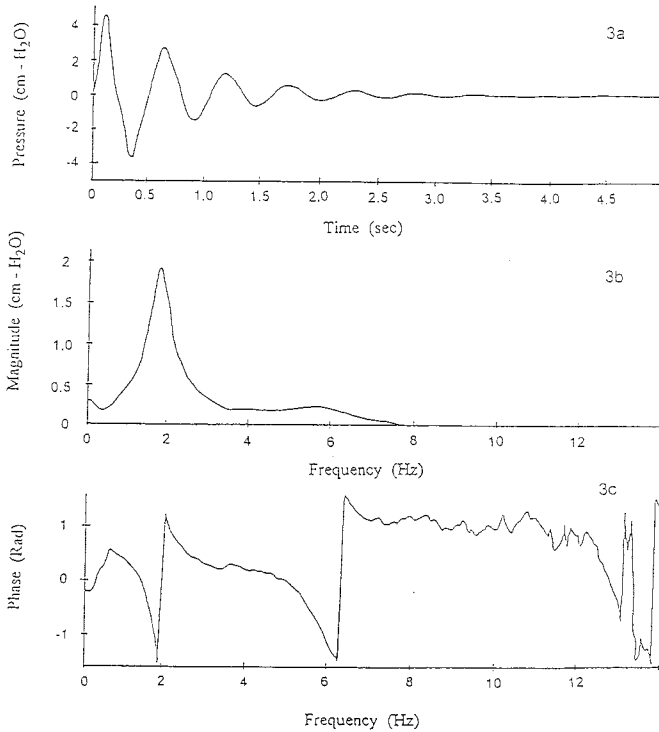 3a
Pressure (cm - H₂O)
4
2
0
-2
-4
0 0.5 1.0 1.5 2.0 2.5 3.0 3.5 4.0 4.5
Time (sec)
3b
Magnitude (cm - H₂O)
2
1.5
1.0
0.5
0
0 2 4 6 8 10 12
Frequency (Hz)
3c
Phase (Rad)
1
0
-1
0 2 4 6 8 10 12
Frequency (Hz)